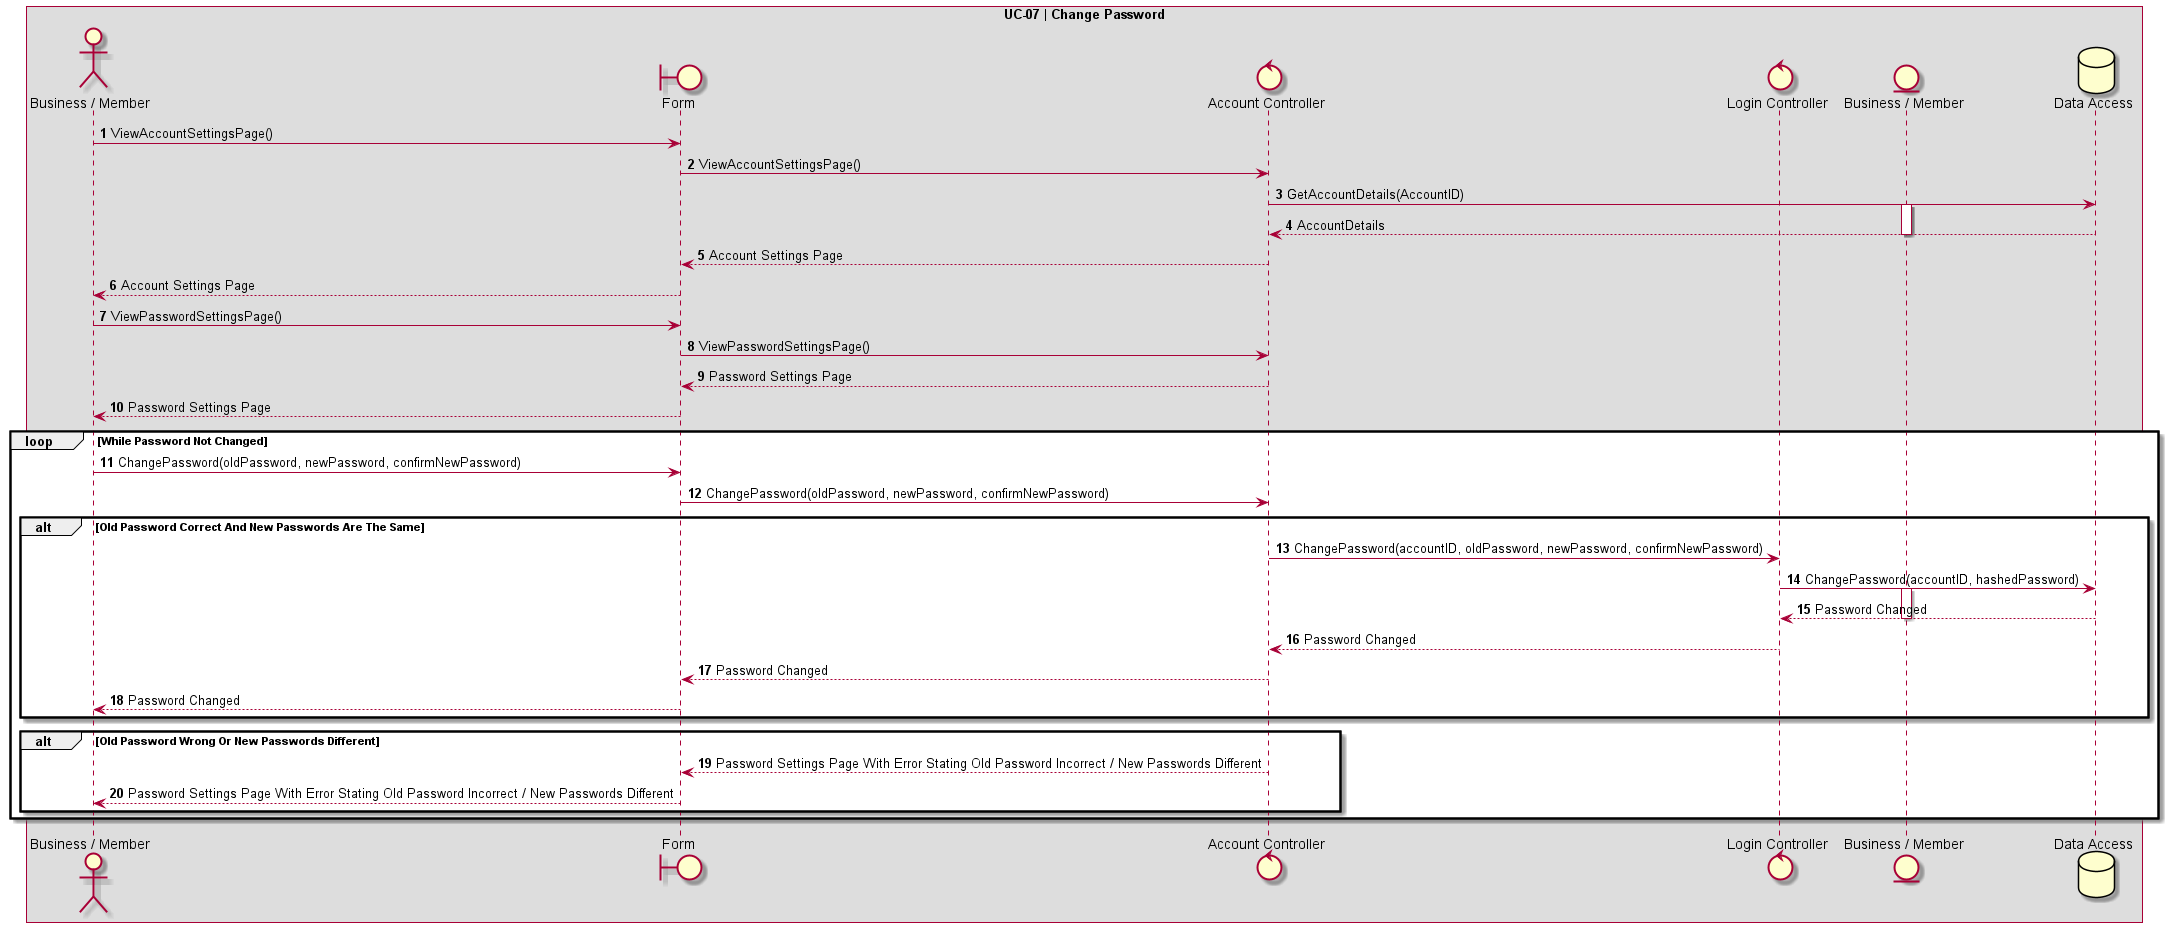 UC-07 | Change Password
Business / Member
Form
Account Controller
Login Controller
Business / Member
Data Access
1 ViewAccountSettingsPage()
2 ViewAccountSettingsPage()
3 GetAccountDetails(AccountID)
4 AccountDetails
5 Account Settings Page
6 Account Settings Page
7 ViewPasswordSettingsPage()
8 ViewPasswordSettingsPage()
9 Password Settings Page
10 Password Settings Page
loop [While Password Not Changed]
11 ChangePassword(oldPassword, newPassword, confirmNewPassword)
12 ChangePassword(oldPassword, newPassword, confirmNewPassword)
alt [Old Password Correct And New Passwords Are The Same]
13 ChangePassword(accountID, oldPassword, newPassword, confirmNewPassword)
14 ChangePassword(accountID, hashedPassword)
15 Password Changed
16 Password Changed
17 Password Changed
18 Password Changed
alt [Old Password Wrong Or New Passwords Different]
19 Password Settings Page With Error Stating Old Password Incorrect / New Passwords Different
20 Password Settings Page With Error Stating Old Password Incorrect / New Passwords Different
Business / Member
Form
Account Controller
Login Controller
Business / Member
Data Access